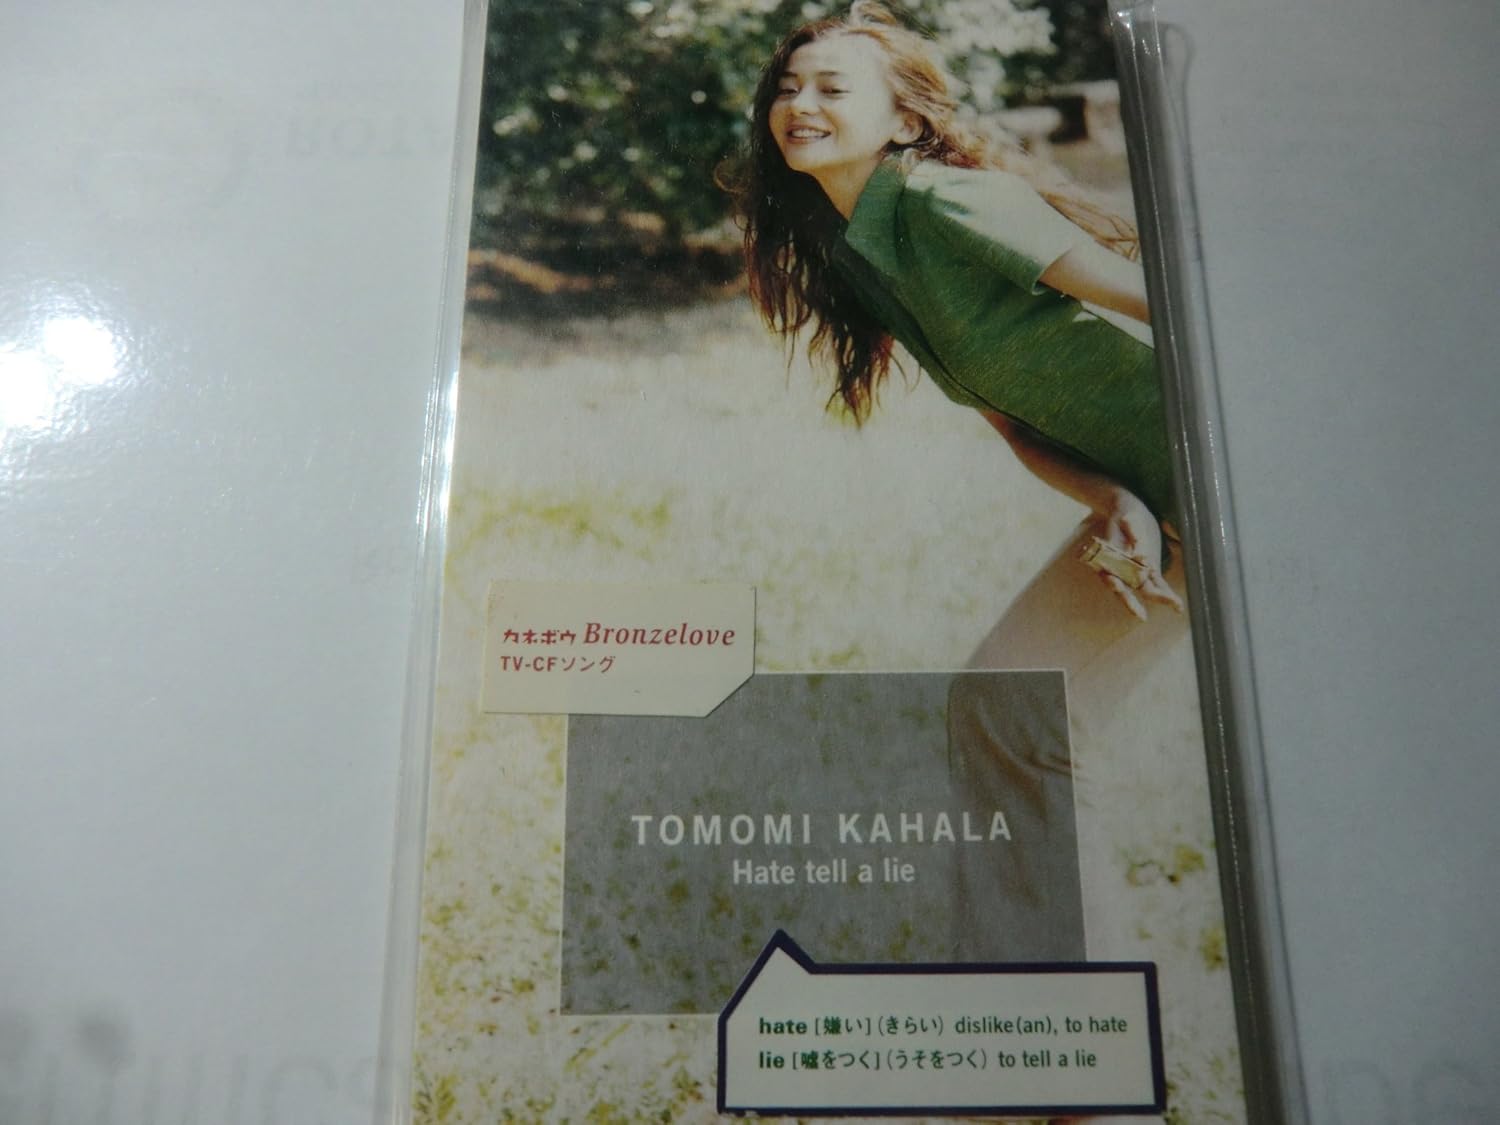 カネボウ Bronzelove
TV-CFソング
TOMOMI KAHALA
Hate tell a lie
hate [嫌い] (きらい) dislike(an), to hate
lie [嘘をつく] (うそをつく) to tell a lie